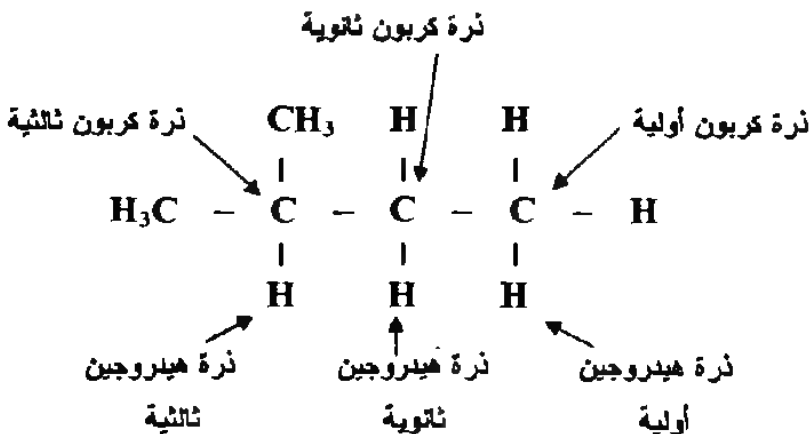 ذرة كربون ثانوية
ذرة كربون ثالثية CH₃ H H ذرة كربون أولية
H₃C – C – C – C – H
H H H
ذرة هيدروجين ذرة هيدروجين ذرة هيدروجين
ثالثية ثانوية أولية